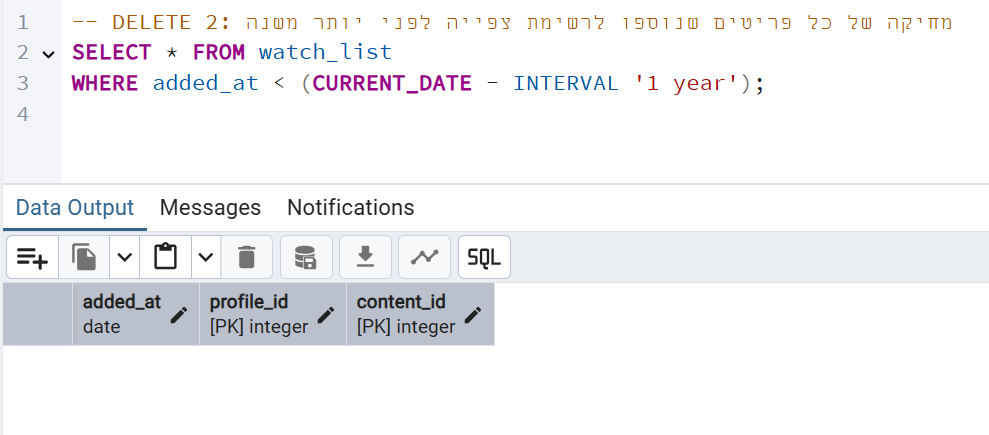 1 -- DELETE 2: מחיקה של כל פריטים שנוספו לרשימת צפייה לפני יותר משנה
2 SELECT * FROM watch_list
3 WHERE added_at < (CURRENT_DATE - INTERVAL '1 year');
4
Data Output Messages Notifications
SQL
added_at profile_id content_id
date [PK] integer [PK] integer